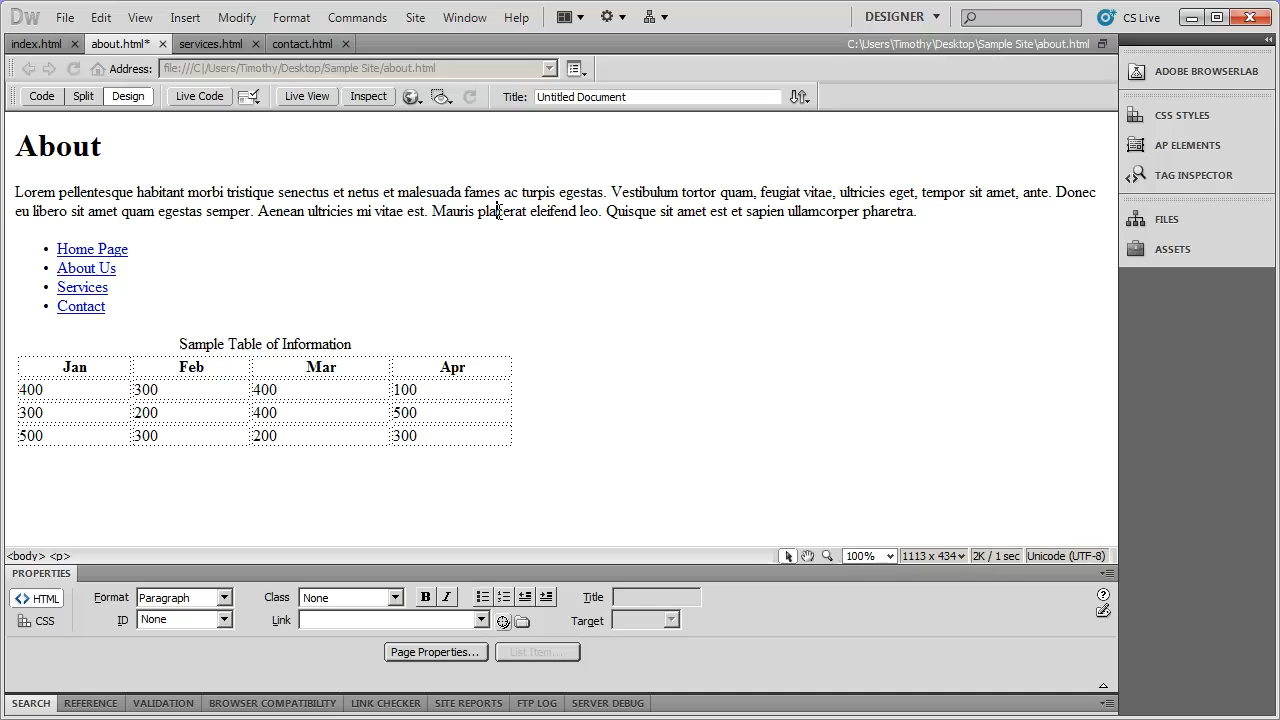 Dw File Edit View Insert Modify Format Commands Site Window Help DESIGNER CS Live
index.html about.html* services.html contact.html C:\Users\Timothy\Desktop\Sample Site\about.html
Address: file:///C|/Users/Timothy/Desktop/Sample Site/about.html
Code Split Design Live Code Live View Inspect Title: Untitled Document
ADOBE BROWSERLAB
CSS STYLES
AP ELEMENTS
TAG INSPECTOR
FILES
ASSETS
About
Lorem pellentesque habitant morbi tristique senectus et netus et malesuada fames ac turpis egestas. Vestibulum tortor quam, feugiat vitae, ultricies eget, tempor sit amet, ante. Donec
eu libero sit amet quam egestas semper. Aenean ultricies mi vitae est. Mauris placerat eleifend leo. Quisque sit amet est et sapien ullamcorper pharetra.
• Home Page
• About Us
• Services
• Contact
Sample Table of Information
Jan Feb Mar Apr
400 300 400 100
300 200 400 500
500 300 200 300
<body> <p> 100% 1113 x 434 2K / 1 sec Unicode (UTF-8)
PROPERTIES
<> HTML Format Paragraph Class None B I Title
CSS ID None Link Target
Page Properties... List Item...
SEARCH REFERENCE VALIDATION BROWSER COMPATIBILITY LINK CHECKER SITE REPORTS FTP LOG SERVER DEBUG